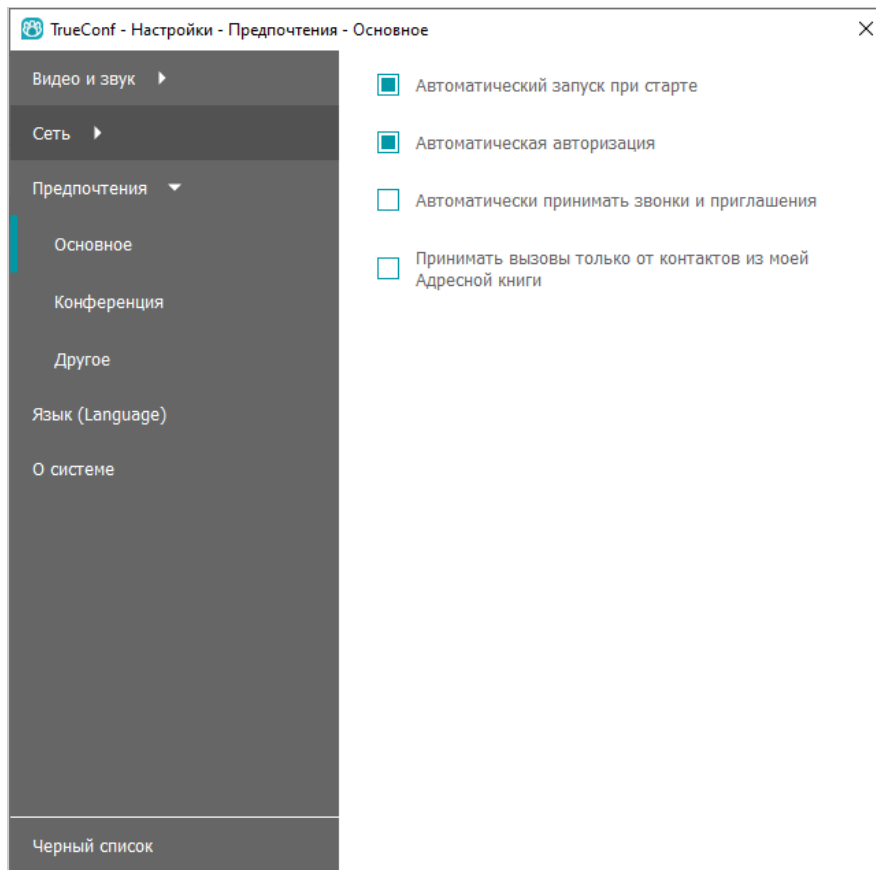 TrueConf - Настройки - Предпочтения - Основное
Видео и звук
Сеть
Предпочтения
Основное
Конференция
Другое
Язык (Language)
О системе
Черный список
Автоматический запуск при старте
Автоматическая авторизация
Автоматически принимать звонки и приглашения
Принимать вызовы только от контактов из моей
Адресной книги